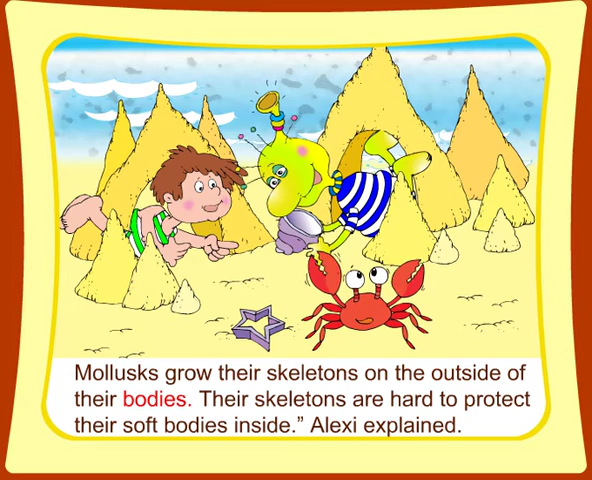 Mollusks grow their skeletons on the outside of
their bodies. Their skeletons are hard to protect
their soft bodies inside.” Alexi explained.